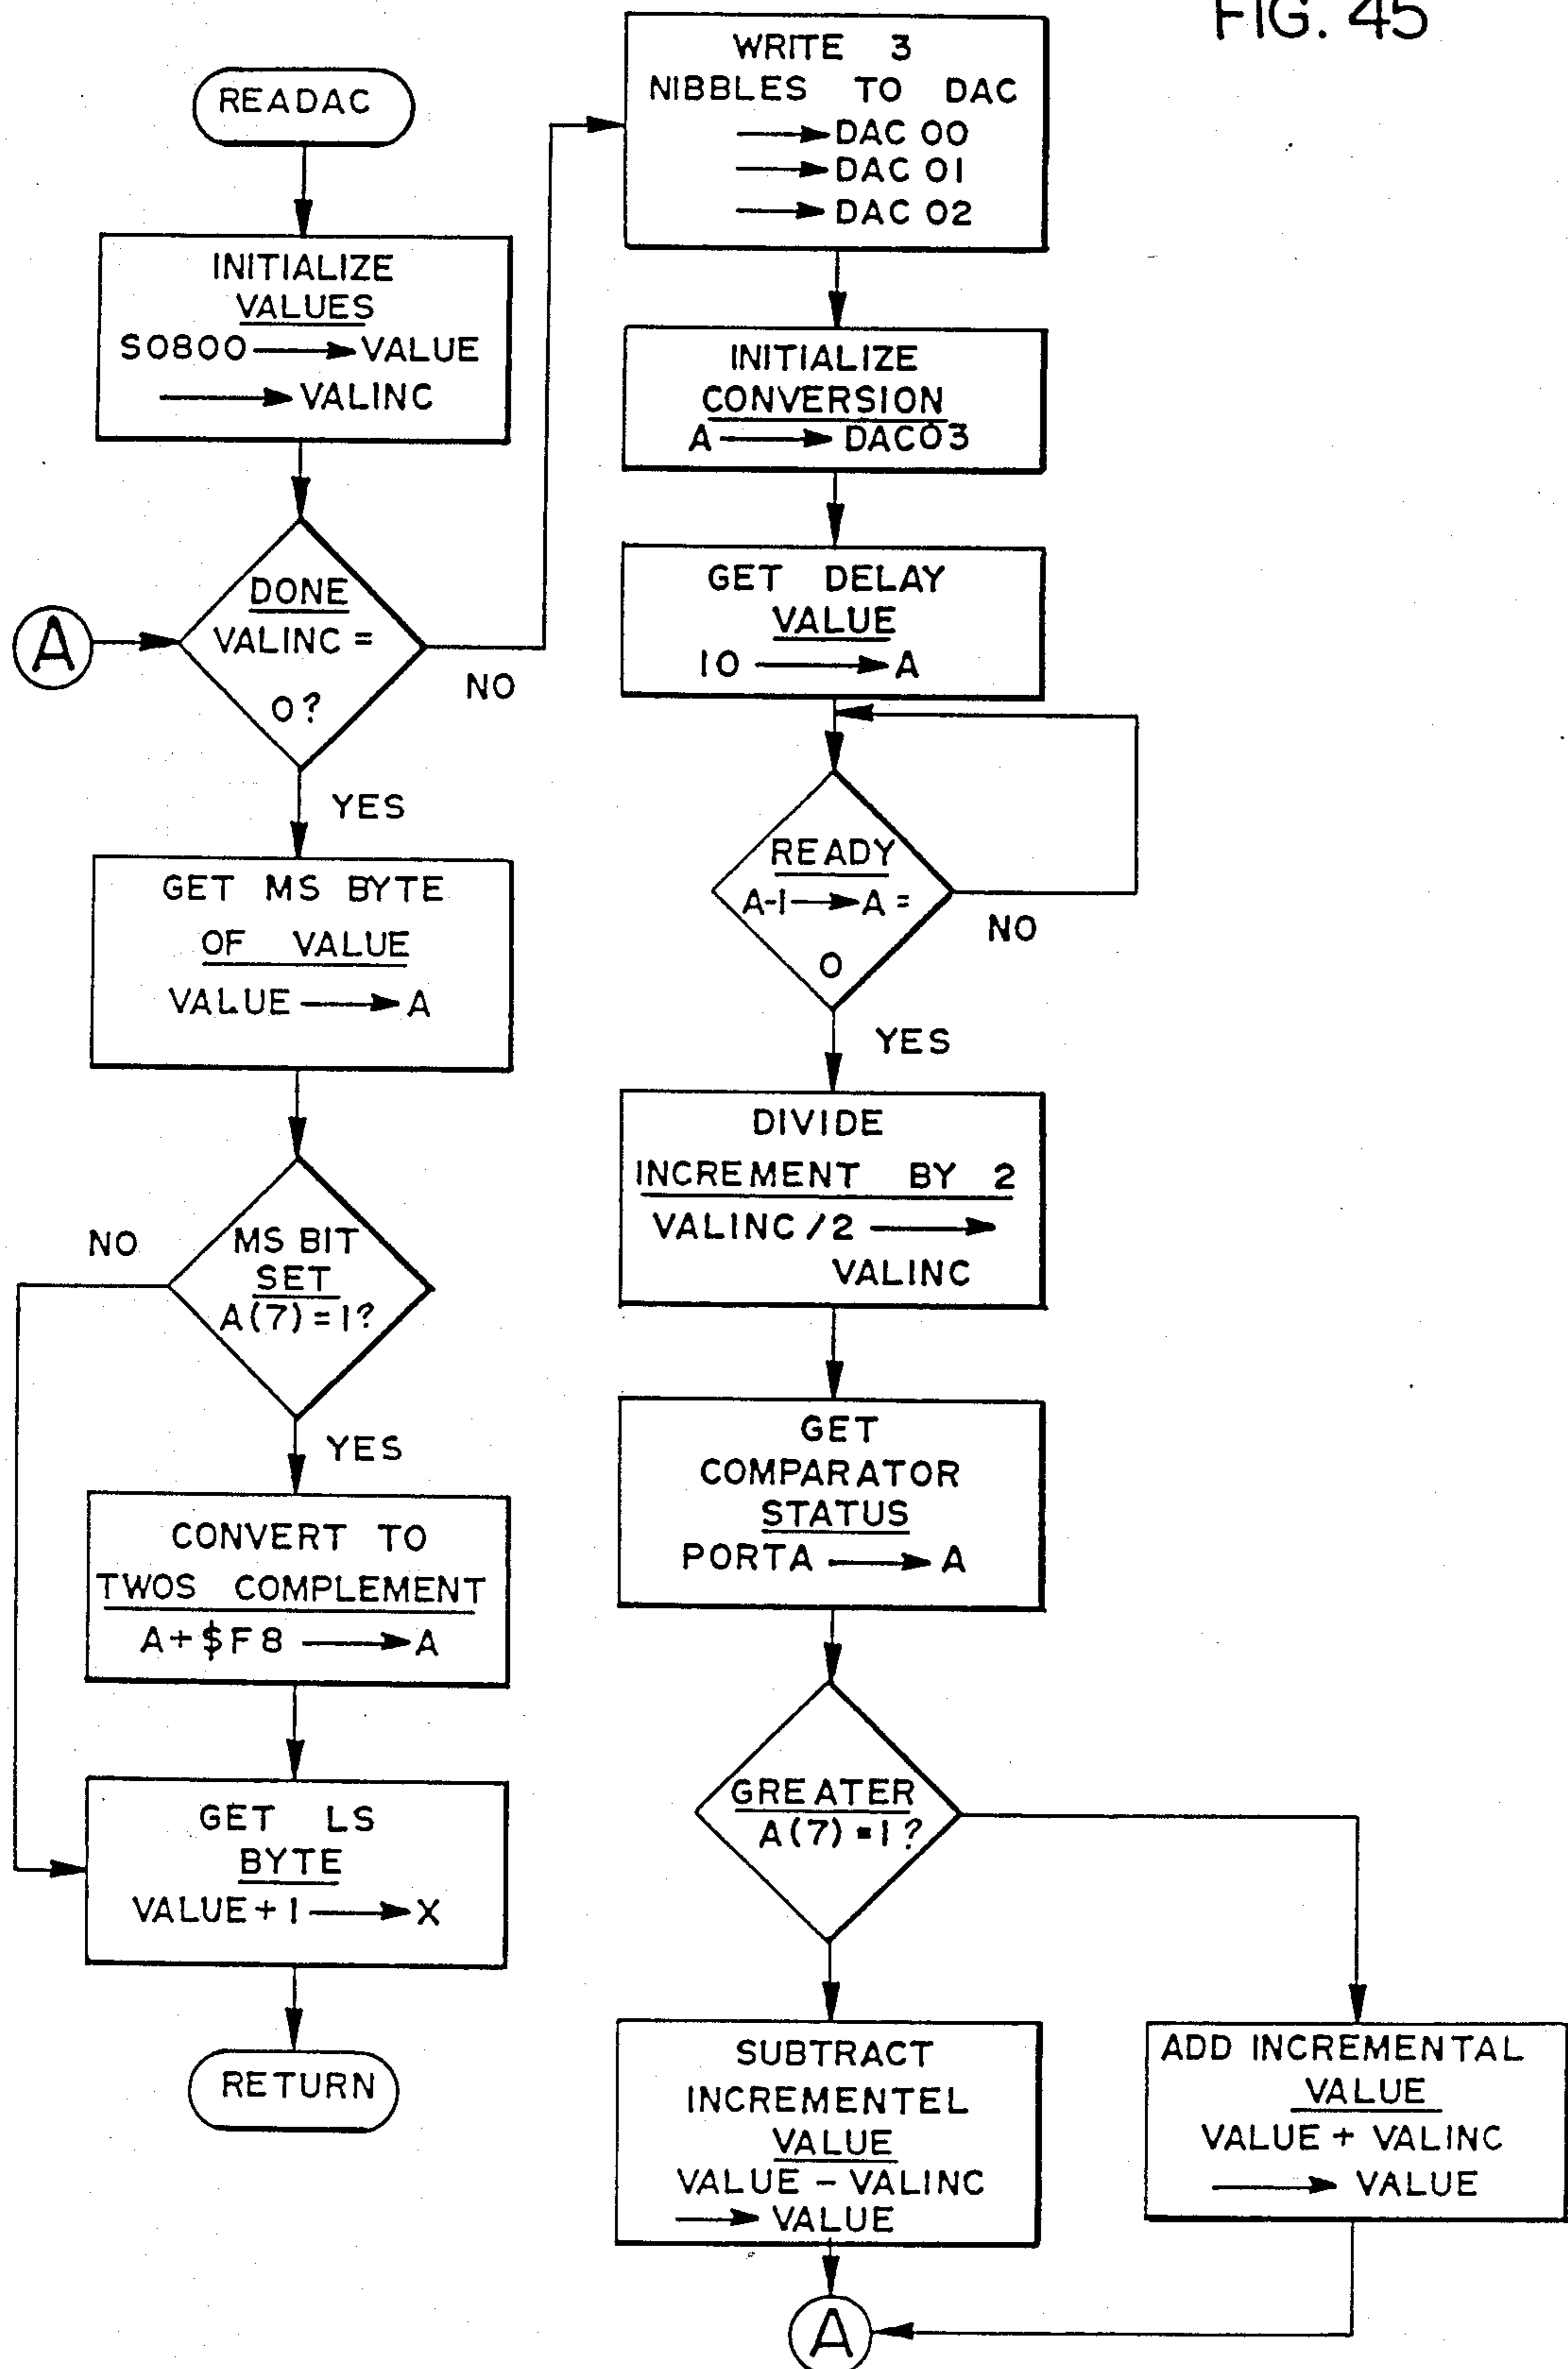 FIG. 45
READAC
INITIALIZE
VALUES
S0800 → VALUE
→ VALINC
DONE
VALINC =
0?
A
NO
YES
GET MS BYTE
OF VALUE
VALUE → A
MS BIT
SET
A(7)=1?
NO
YES
CONVERT TO
TWOS COMPLEMENT
A+$F8 → A
GET LS
BYTE
VALUE+1 → X
RETURN
WRITE 3
NIBBLES TO DAC
→ DAC 00
→ DAC 01
→ DAC 02
INITIALIZE
CONVERSION
A → DAC03
GET DELAY
VALUE
10 → A
READY
A-1 → A =
0
NO
YES
DIVIDE
INCREMENT BY 2
VALINC/2 →
VALINC
GET
COMPARATOR
STATUS
PORTA → A
GREATER
A(7)=1?
SUBTRACT
INCREMENTEL
VALUE
VALUE - VALINC
→ VALUE
ADD INCREMENTAL
VALUE
VALUE + VALINC
→ VALUE
A